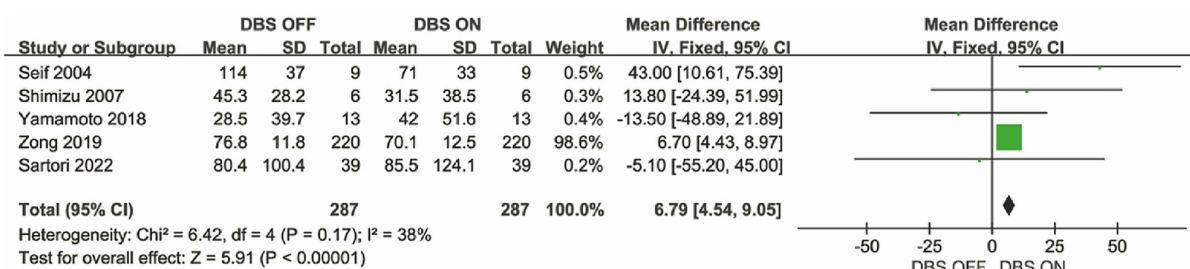 DBS OFF DBS ON Mean Difference Mean Difference
Study or Subgroup Mean SD Total Mean SD Total Weight IV, Fixed, 95% CI IV, Fixed, 95% CI
Seif 2004 114 37 9 71 33 9 0.5% 43.00 [10.61, 75.39]
Shimizu 2007 45.3 28.2 6 31.5 38.5 6 0.3% 13.80 [-24.39, 51.99]
Yamamoto 2018 28.5 39.7 13 42 51.6 13 0.4% -13.50 [-48.89, 21.89]
Zong 2019 76.8 11.8 220 70.1 12.5 220 98.6% 6.70 [4.43, 8.97]
Sartori 2022 80.4 100.4 39 85.5 124.1 39 0.2% -5.10 [-55.20, 45.00]
Total (95% CI) 287 287 100.0% 6.79 [4.54, 9.05]
Heterogeneity: Chi² = 6.42, df = 4 (P = 0.17); I² = 38%
Test for overall effect: Z = 5.91 (P < 0.00001)
-50 -25 0 25 50
DBS OFF DBS ON